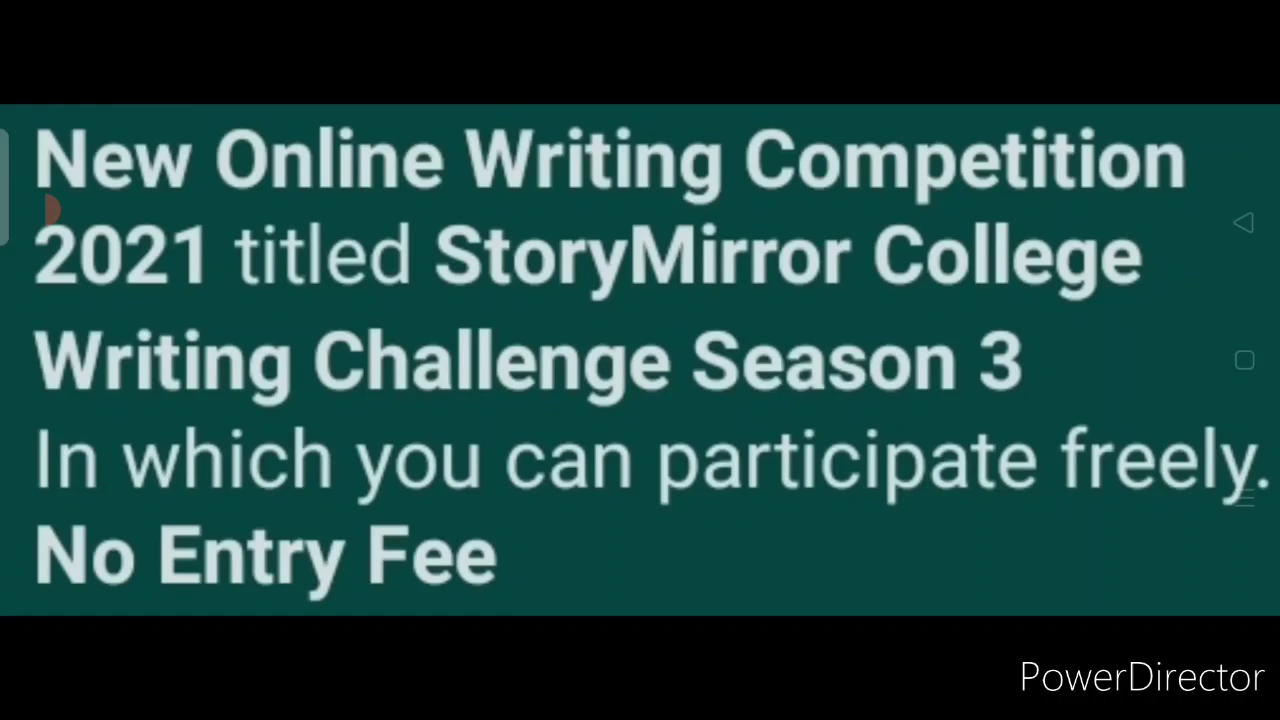 New Online Writing Competition
2021 titled StoryMirror College
Writing Challenge Season 3
In which you can participate freely.
No Entry Fee
PowerDirector